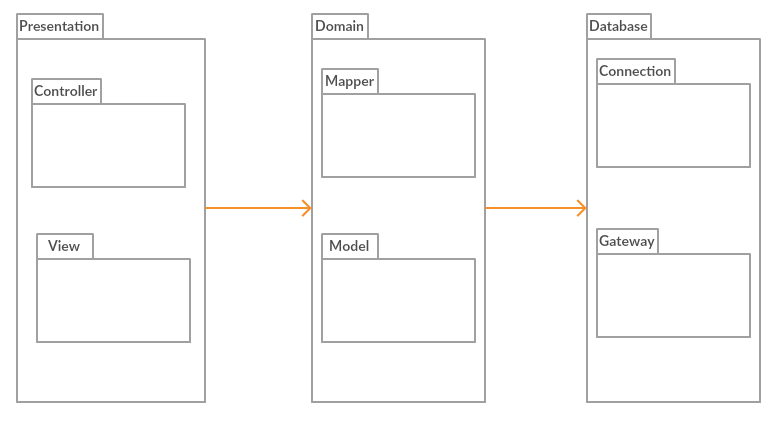 Presentation
Controller
View
Domain
Mapper
Model
Database
Connection
Gateway